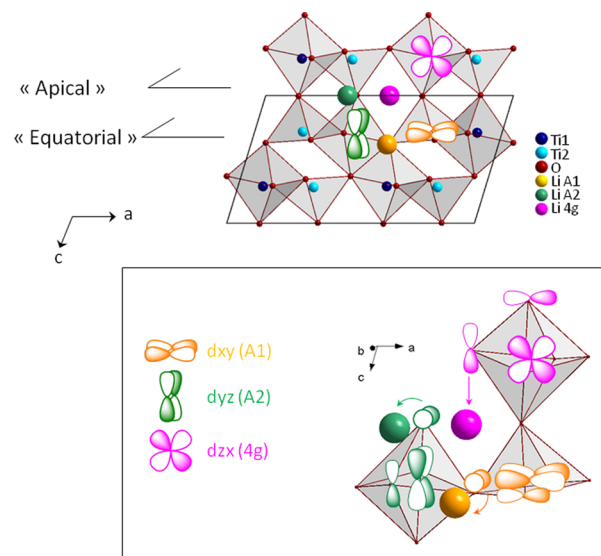 « Apical »
« Equatorial »
Ti1
Ti2
O
Li A1
Li A2
Li 4g
a
c
dxy (A1)
dyz (A2)
dzx (4g)
b
a
c